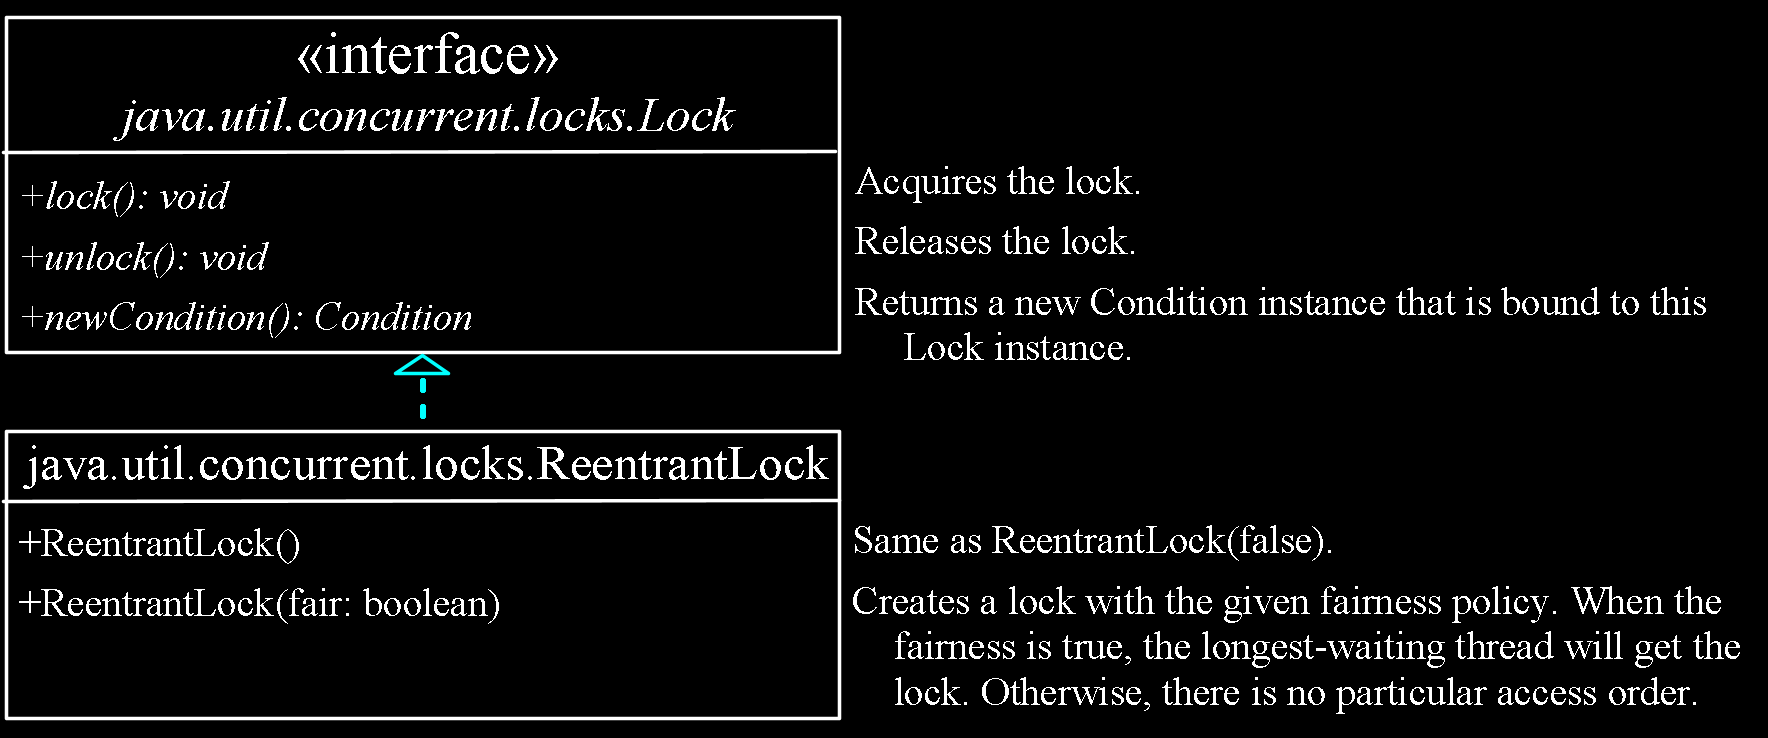 «interface»
java.util.concurrent.locks.Lock
+lock(): void
Acquires the lock.
+unlock(): void
Releases the lock.
+newCondition(): Condition
Returns a new Condition instance that is bound to this
Lock instance.
java.util.concurrent.locks.ReentrantLock
+ReentrantLock()
Same as ReentrantLock(false).
+ReentrantLock(fair: boolean)
Creates a lock with the given fairness policy. When the
fairness is true, the longest-waiting thread will get the
lock. Otherwise, there is no particular access order.